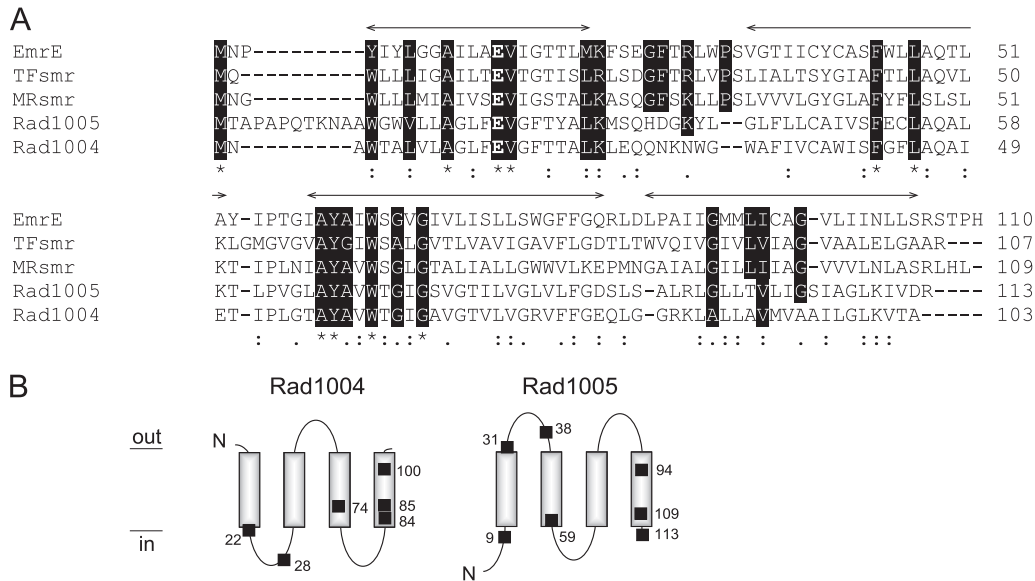 A
EmrE MNP---------YIYLGGAILAEVIGTTLMKFSEGFTRLWPSVGTIICYCASFWLLAQTL 51
TFsmr MQ----------WLLLIGAILTEVTGTISLRLSDGFTRLVPSLIALTSYGIAFTLLAQVL 50
MRsmr MNG---------WLLLMIAIVSEVIGSTALKASQGFSKLLPSLVVVLGYGLAFYFLSLSL 51
Rad1005 MTAPAPQTKNAAWGWVLLAGLFEVGFTYALKMSQHDGKYL--GLFLLCAIVSFECLAQAL 58
Rad1004 MN---------AWTALVLAGLFEVGFTTALKLEQQNKNWG--WAFIVCAWISFGFLAQAI 49
* : : * : ** : :: .: . : * : * :
EmrE AY-IPTGIAYAIWSGVGIVLISLLSWGFFGQRLDLPAIIGMMLICAG-VLIINLLSRSTPH 110
TFsmr KLGMGVGVAYGIWSALGVTLVAVIGAVFLGDTLTWVQIVGIVLVIAG-VAALELGAAR--- 107
MRsmr KT-IPLNIAYAVWSGLGTALIALLGWWVLKEPMNGAIALGILLIIAG-VVVLNLASRLHL- 109
Rad1005 KT-LPVGLAYAVWAGIGSVGTILVGLVLFGDSLS-ALRLGLLTVLIGSIAGLKIVDR---- 113
Rad1004 ET-IPLGTAYAVWTGIGAVGTVLVGRVFFGEQLG-GRKLALLAVMVAAILGLKVTA----- 103
: . **.:*:.:* . ::. .: : : :.:: : . : :::
B
Rad1004 Rad1005
out
in
N
22
28
74
100
85
84
N
31
38
9
59
94
109
113